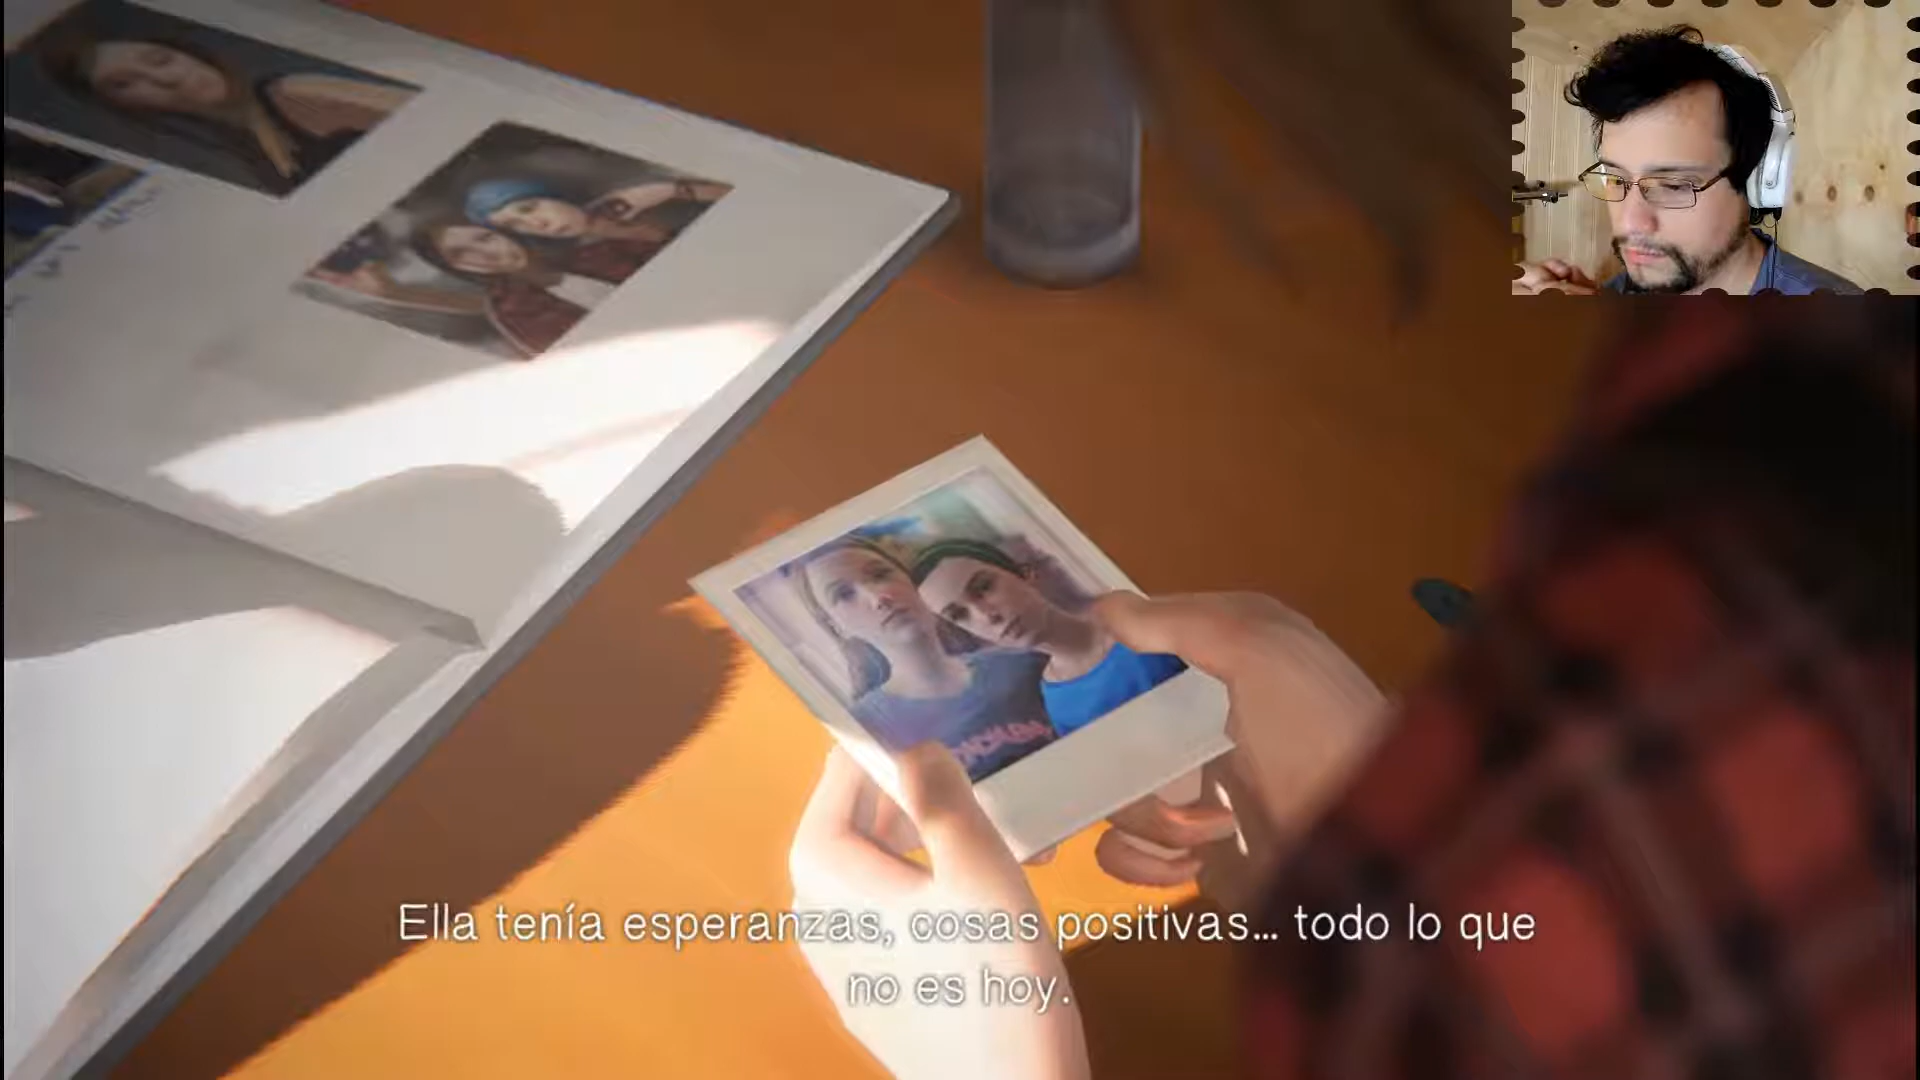 Ella tenía esperanzas, cosas positivas... todo lo que
no es hoy.